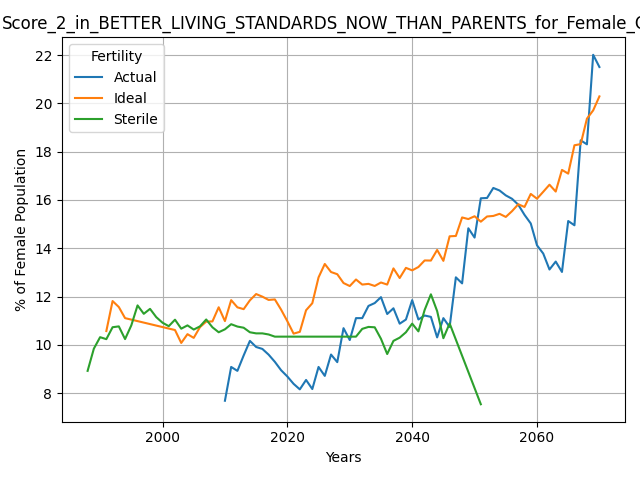 Score_2_in_BETTER_LIVING_STANDARDS_NOW_THAN_PARENTS_for_Female_
Fertility
Actual
Ideal
Sterile
% of Female Population
22
20
18
16
14
12
10
8
2000 2020 2040 2060
Years